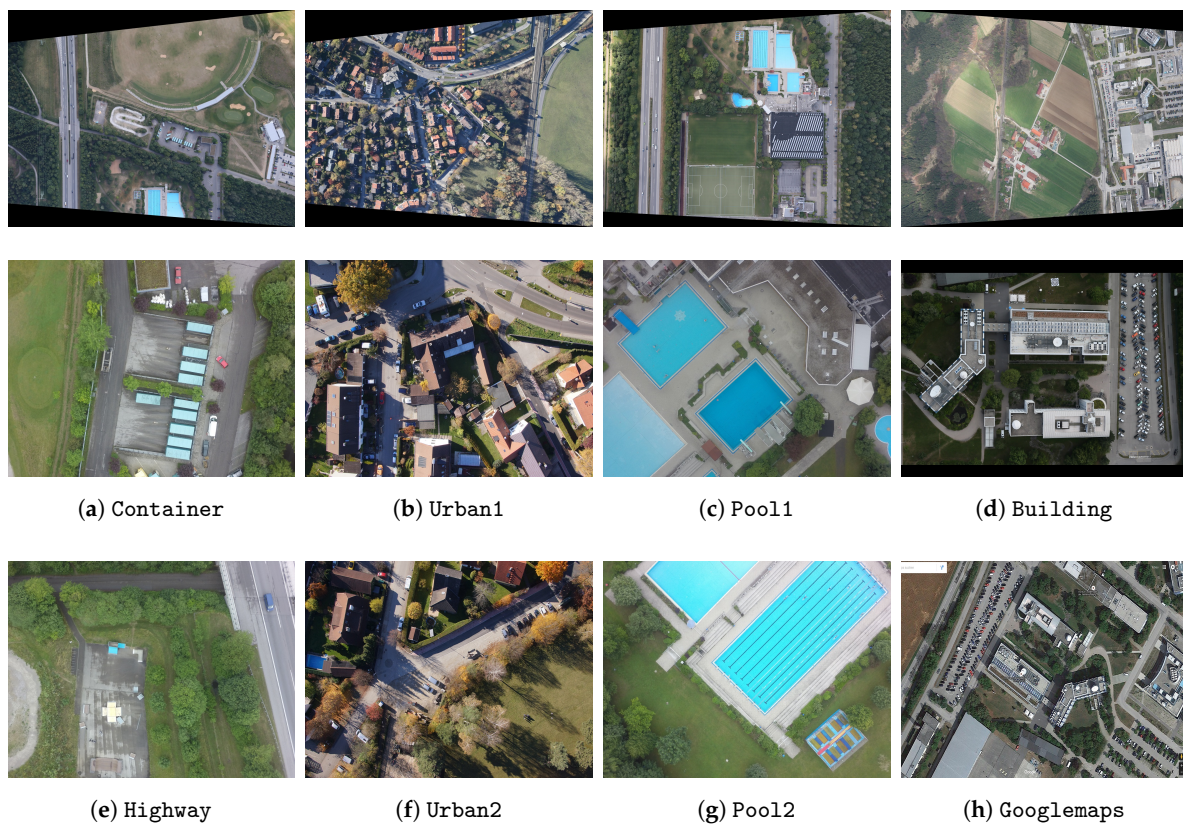 (a) Container
(b) Urban1
(c) Pool1
(d) Building
(e) Highway
(f) Urban2
(g) Pool2
(h) Googlemaps